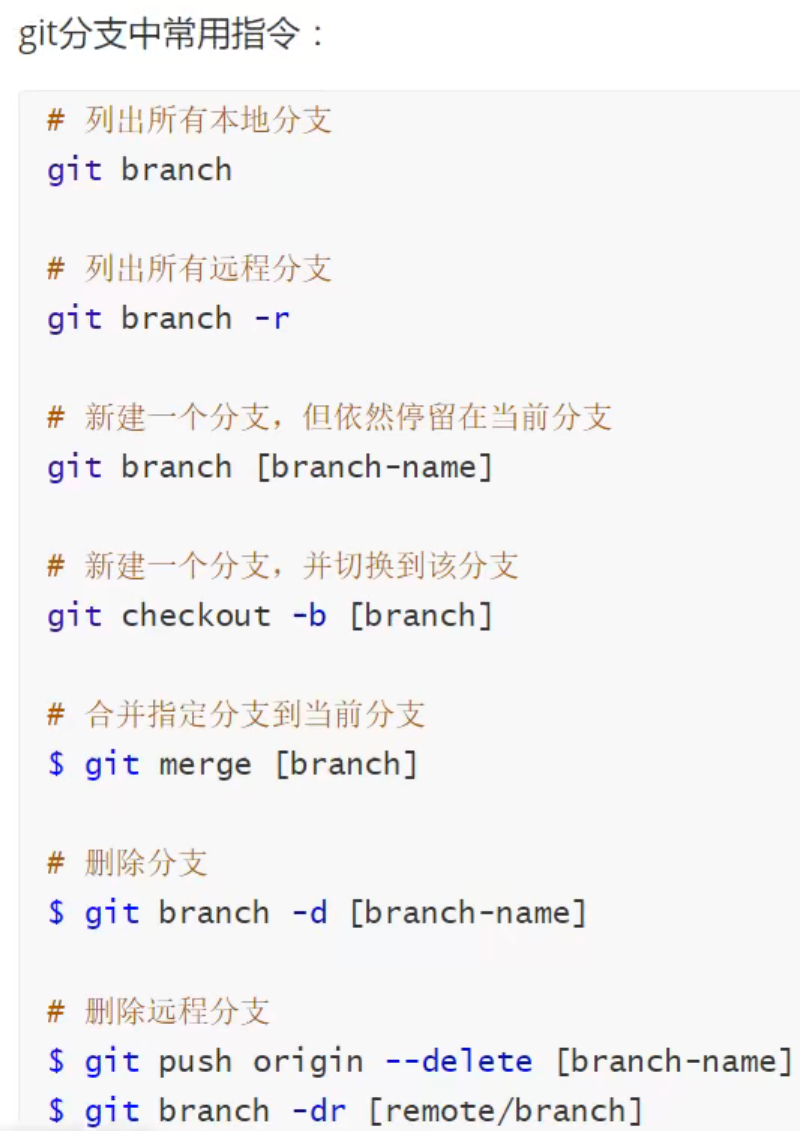 git分支中常用指令：
# 列出所有本地分支
git branch
# 列出所有远程分支
git branch -r
# 新建一个分支，但依然停留在当前分支
git branch [branch-name]
# 新建一个分支，并切换到该分支
git checkout -b [branch]
# 合并指定分支到当前分支
$ git merge [branch]
# 删除分支
$ git branch -d [branch-name]
# 删除远程分支
$ git push origin --delete [branch-name]
$ git branch -dr [remote/branch]